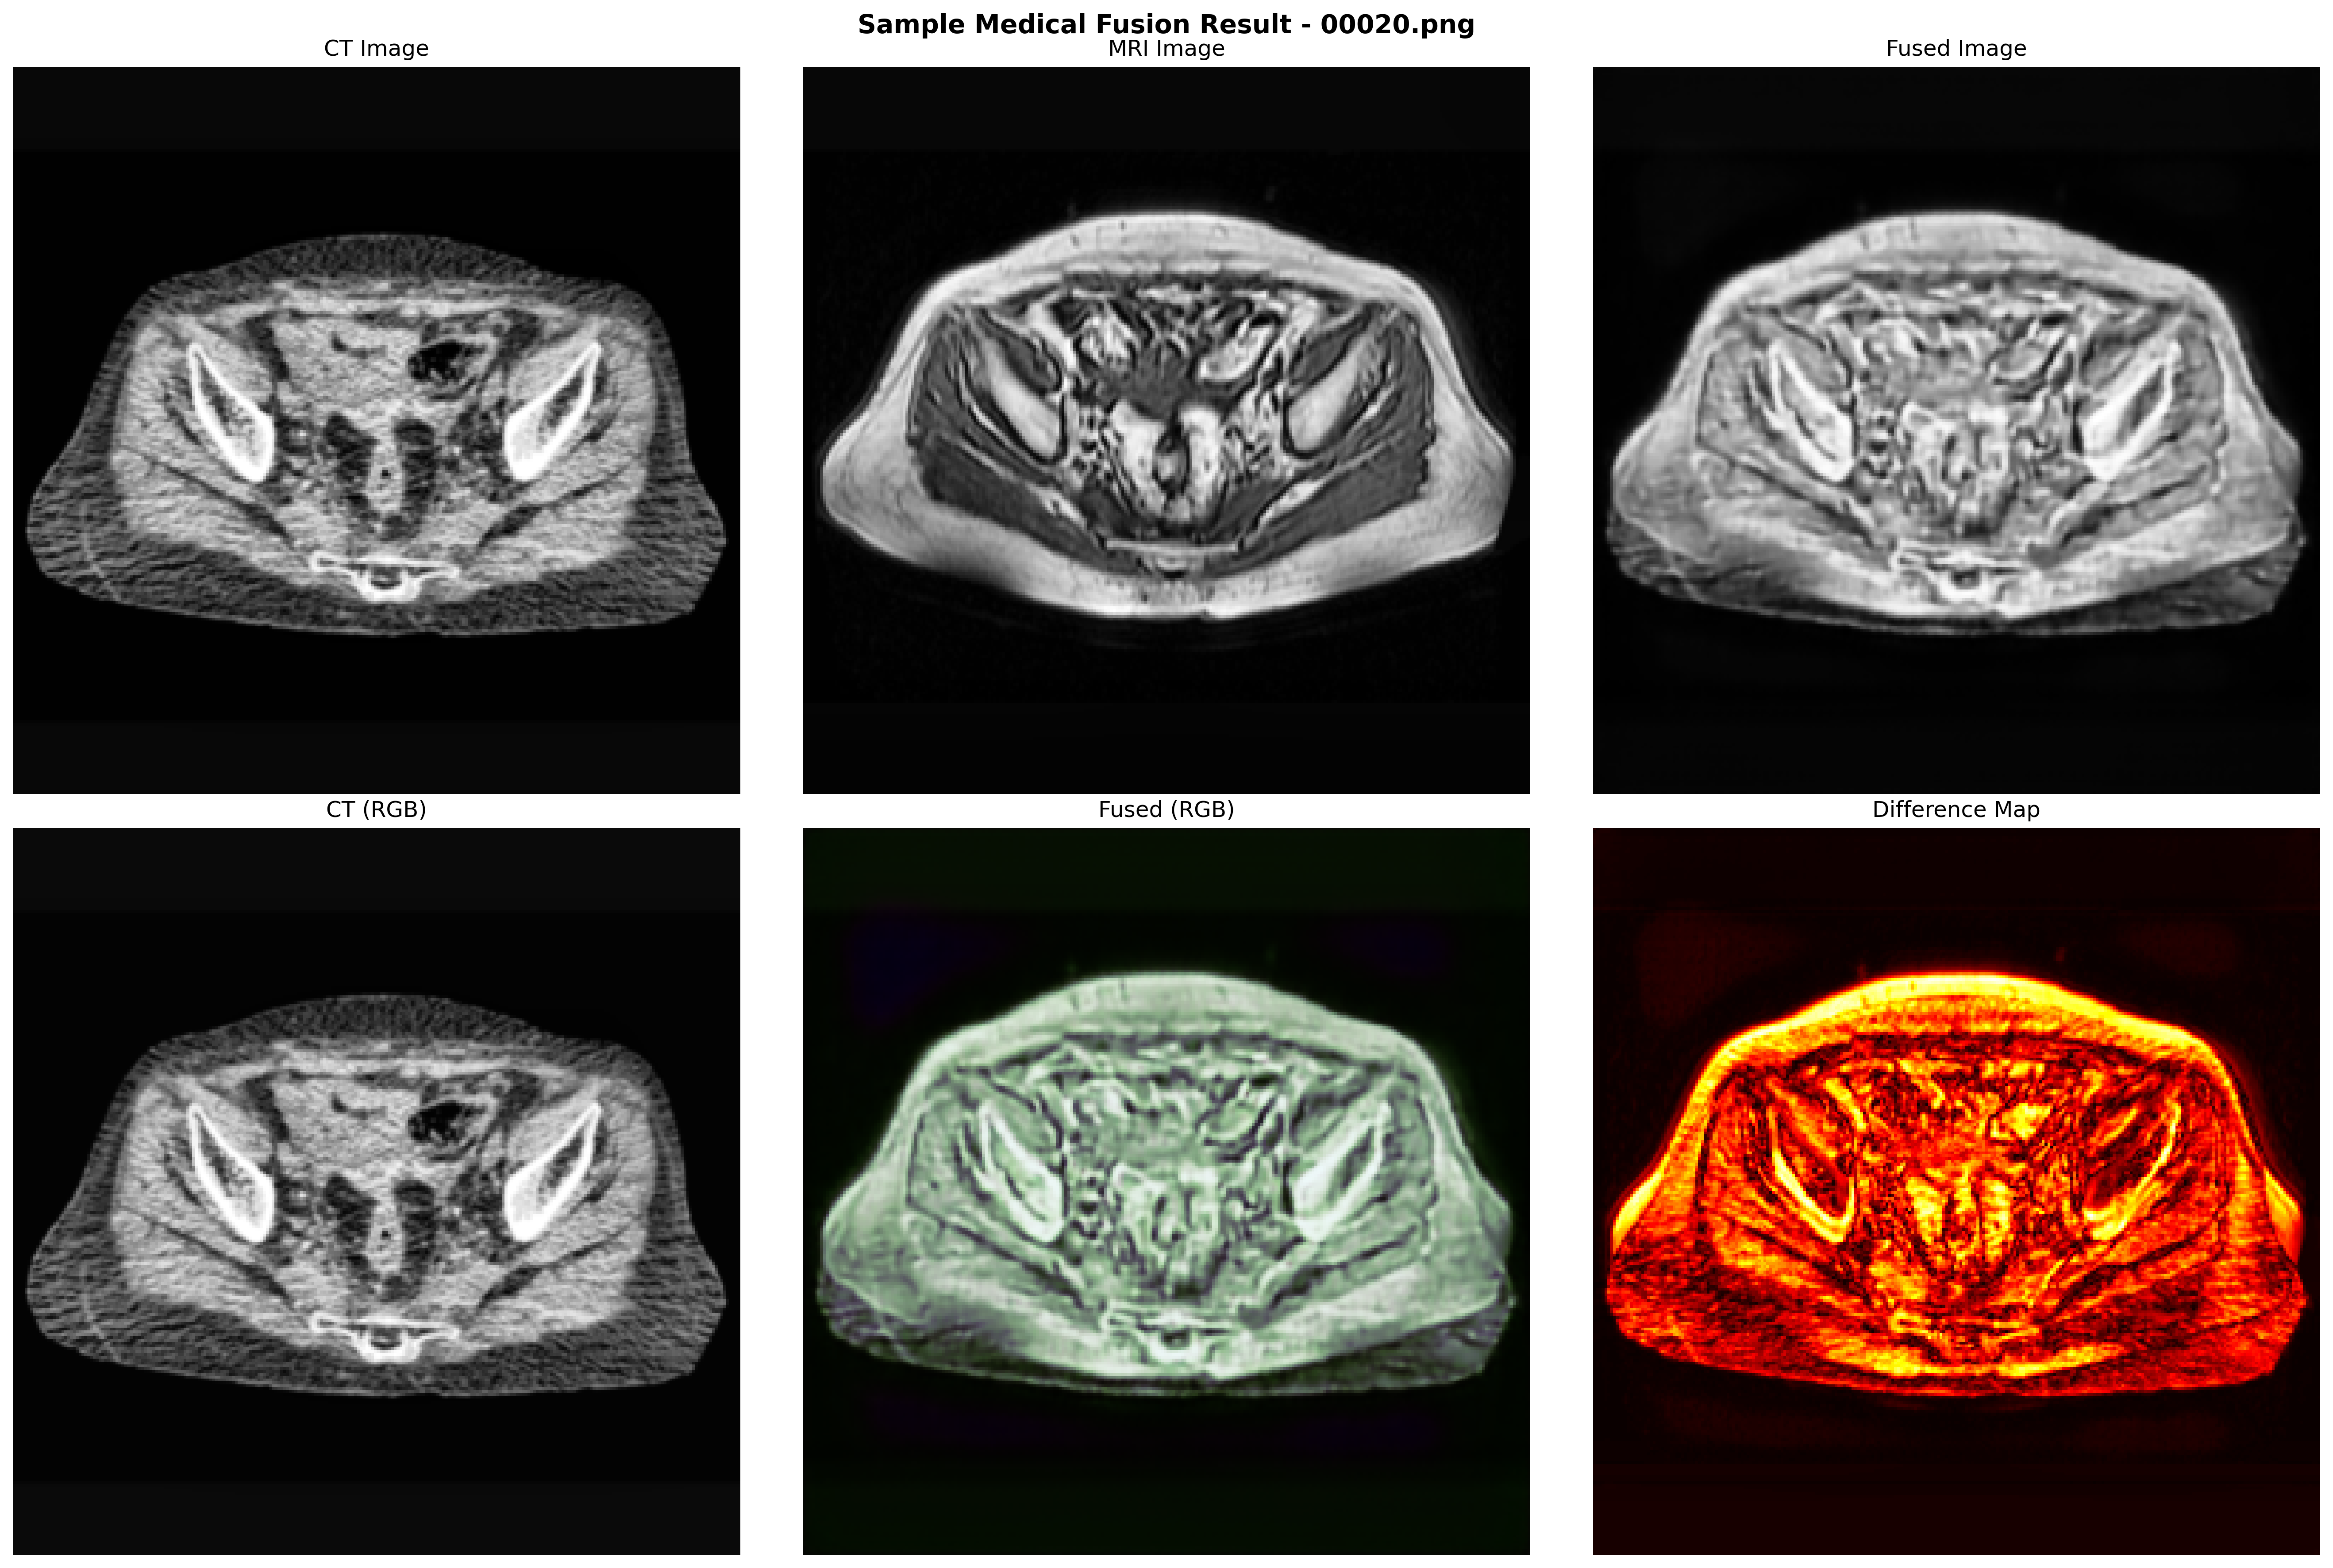 Sample Medical Fusion Result - 00020.png
CT Image
MRI Image
Fused Image
CT (RGB)
Fused (RGB)
Difference Map